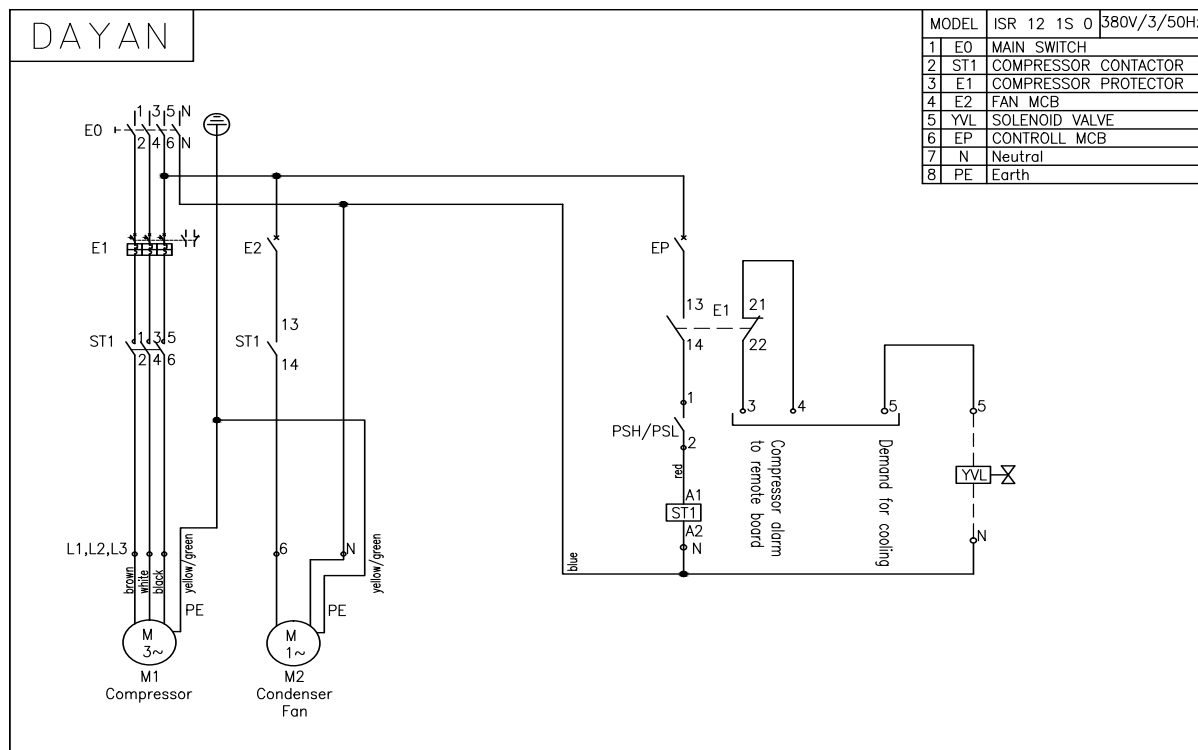 DAYAN
MODEL ISR 12 1S 0 380V/3/50Hz
1 E0 MAIN SWITCH
2 ST1 COMPRESSOR CONTACTOR
3 E1 COMPRESSOR PROTECTOR
4 E2 FAN MCB
5 YVL SOLENOID VALVE
6 EP CONTROLL MCB
7 N Neutral
8 PE Earth
1 3 5 N
E0
2 4 6 N
E1
E2
EP
13 E1 21
14 22
ST1 1 3 5
2 4 6
ST1 13
14
1
PSH/PSL
2
red
A1
ST1
A2
N
3 4 5 5
Compressor alarm
to remote board
Demand for cooling
YVL
N
blue
L1,L2,L3
brown
white
black
yellow/green
PE
6 N
yellow/green
PE
M
3~
M1
Compressor
M
1~
M2
Condenser
Fan